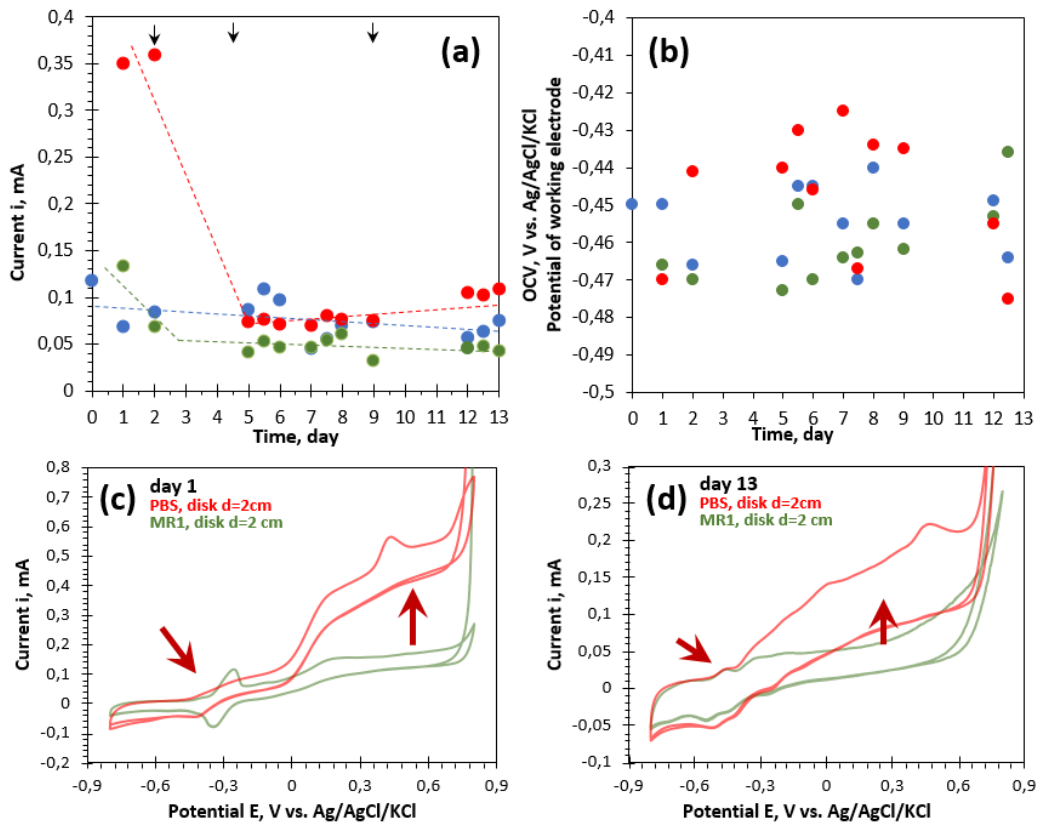 (a)
Current i, mA
0,4
0,35
0,3
0,25
0,2
0,15
0,1
0,05
0
0 1 2 3 4 5 6 7 8 9 10 11 12 13
Time, day
(b)
OCV, V vs. Ag/AgCl/KCl
Potential of working electrode
-0,4
-0,41
-0,42
-0,43
-0,44
-0,45
-0,46
-0,47
-0,48
-0,49
-0,5
0 1 2 3 4 5 6 7 8 9 10 11 12 13
Time, day
(c)
day 1
PBS, disk d=2cm
MR1, disk d=2 cm
Current i, mA
0,8
0,7
0,6
0,5
0,4
0,3
0,2
0,1
0
-0,1
-0,2
-0,9 -0,6 -0,3 0 0,3 0,6 0,9
Potential E, V vs. Ag/AgCl/KCl
(d)
day 13
PBS, disk d=2cm
MR1, disk d=2 cm
Current i, mA
0,3
0,25
0,2
0,15
0,1
0,05
0
-0,05
-0,1
-0,9 -0,6 -0,3 0 0,3 0,6 0,9
Potential E, V vs. Ag/AgCl/KCl